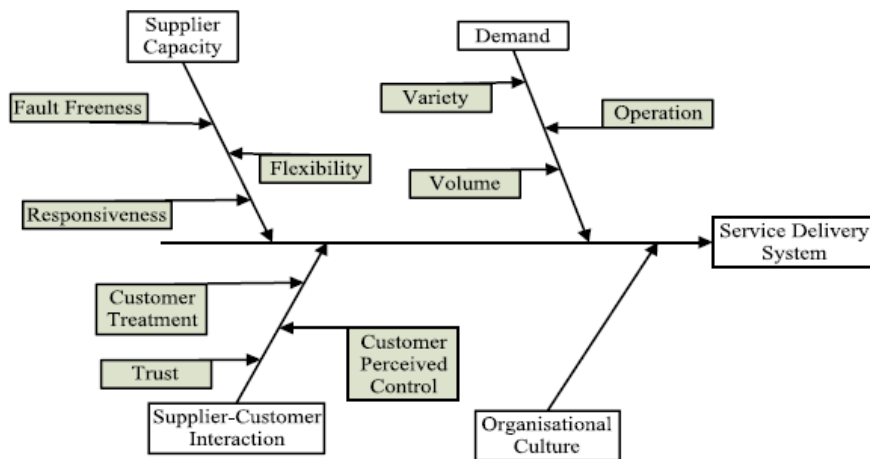 Supplier
Capacity
Demand
Fault Freeness
Variety
Operation
Flexibility
Volume
Responsiveness
Service Delivery
System
Customer
Treatment
Customer
Perceived
Control
Trust
Supplier-Customer
Interaction
Organisational
Culture